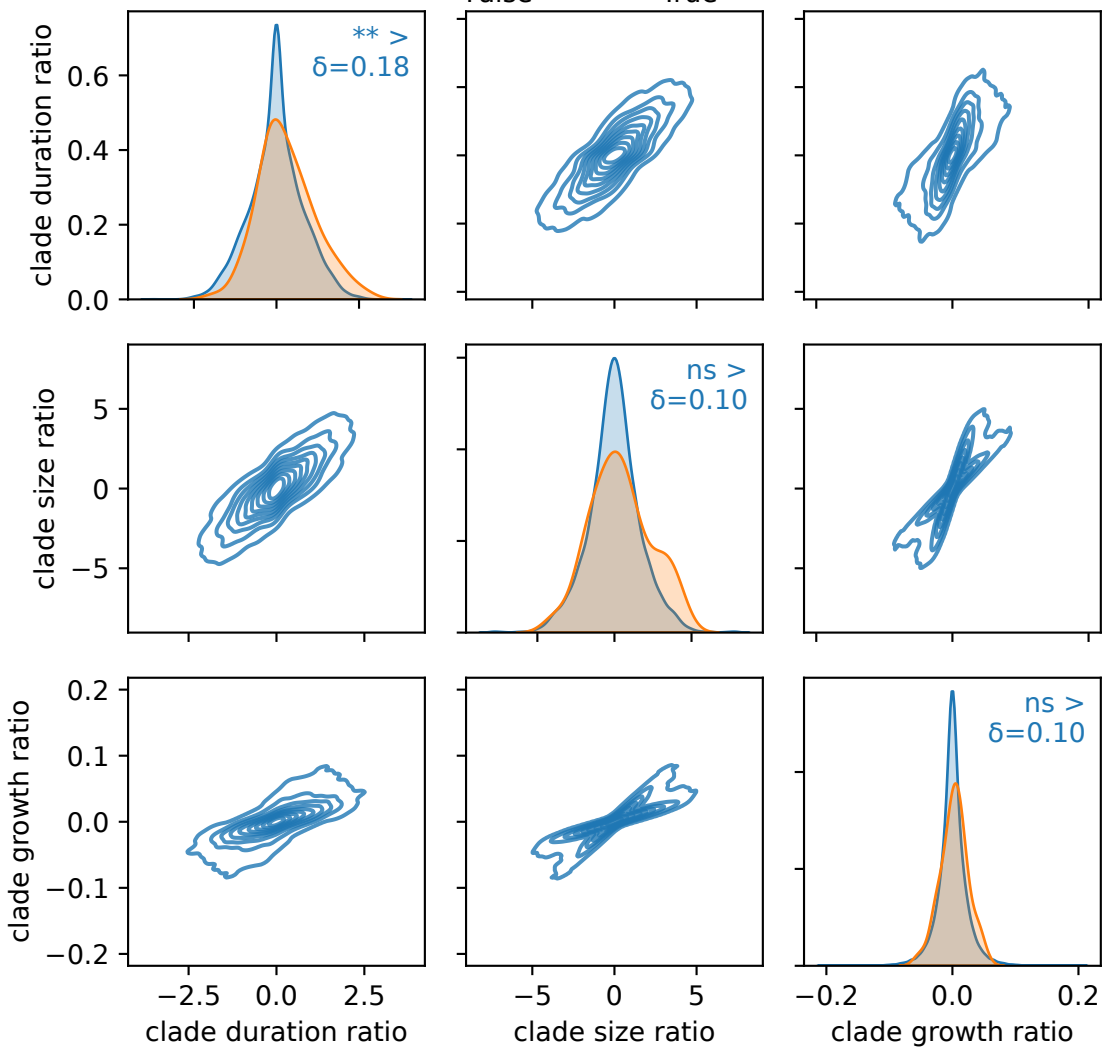 clade duration ratio
0.6
0.4
0.2
0.0
** >
δ=0.18
clade size ratio
5
0
−5
ns >
δ=0.10
clade growth ratio
0.2
0.1
0.0
−0.1
−0.2
ns >
δ=0.10
−2.5 0.0 2.5
−5 0 5
−0.2 0.0 0.2
clade duration ratio
clade size ratio
clade growth ratio